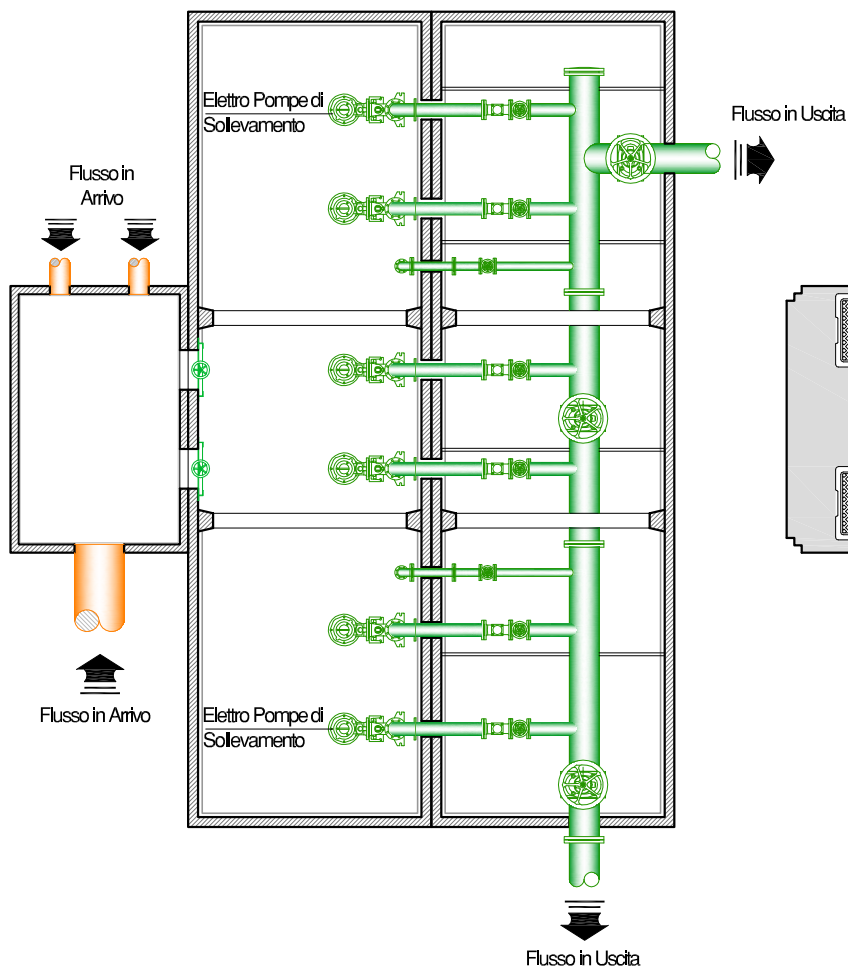 Elettro Pompe di
Sollevamento
Flusso in Uscita
Flusso in
Arrivo
Flusso in Arrivo
Elettro Pompe di
Sollevamento
Flusso in Uscita